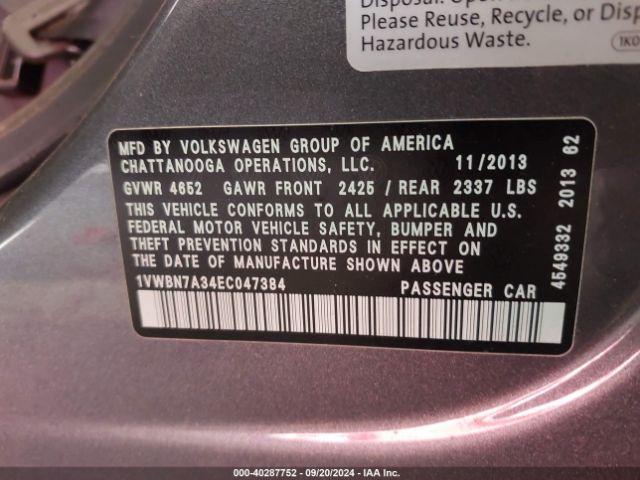 Please Reuse, Recycle, or Disp
Hazardous Waste.
1K0
MFD BY VOLKSWAGEN GROUP OF AMERICA
CHATTANOOGA OPERATIONS, LLC. 11/2013
GVWR 4652 GAWR FRONT 2425 / REAR 2337 LBS
THIS VEHICLE CONFORMS TO ALL APPLICABLE U.S.
FEDERAL MOTOR VEHICLE SAFETY, BUMPER AND
THEFT PREVENTION STANDARDS IN EFFECT ON
THE DATE OF MANUFACTURE SHOWN ABOVE
1VWBN7A34EC047384 PASSENGER CAR
4549332 2013 62
000-40287752 - 09/20/2024 - IAA Inc.